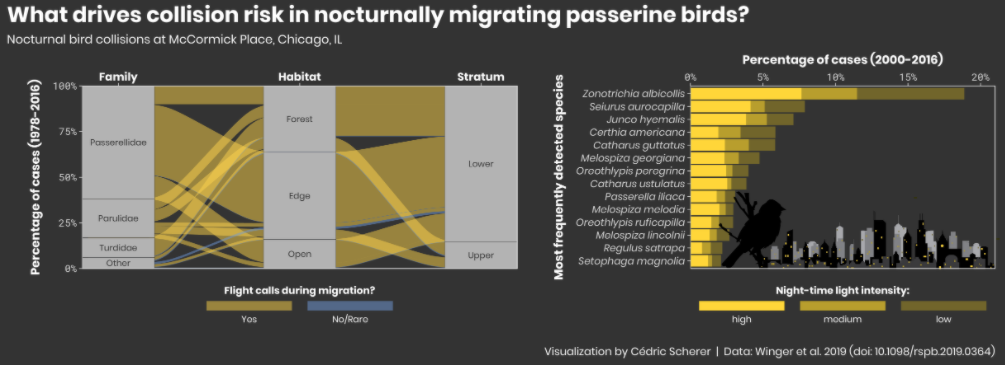 What drives collision risk in nocturnally migrating passerine birds?
Nocturnal bird collisions at McCormick Place, Chicago, IL
Family Habitat Stratum
Percentage of cases (1978-2016)
100%
75%
50%
25%
0%
Passerellidae
Parulidae
Turdidae
Other
Forest
Edge
Open
Lower
Upper
Flight calls during migration?
Yes No/Rare
Percentage of cases (2000-2016)
0% 5% 10% 15% 20%
Most frequently detected species
Zonotrichia albicollis
Seiurus aurocapilla
Junco hyemalis
Certhia americana
Catharus guttatus
Melospiza georgiana
Oreothlypis peregrina
Catharus ustulatus
Passerella iliaca
Melospiza melodia
Oreothlypis ruficapilla
Melospiza lincolnii
Regulus satrapa
Setophaga magnolia
Night-time light intensity:
high medium low
Visualization by Cédric Scherer | Data: Winger et al. 2019 (doi: 10.1098/rspb.2019.0364)